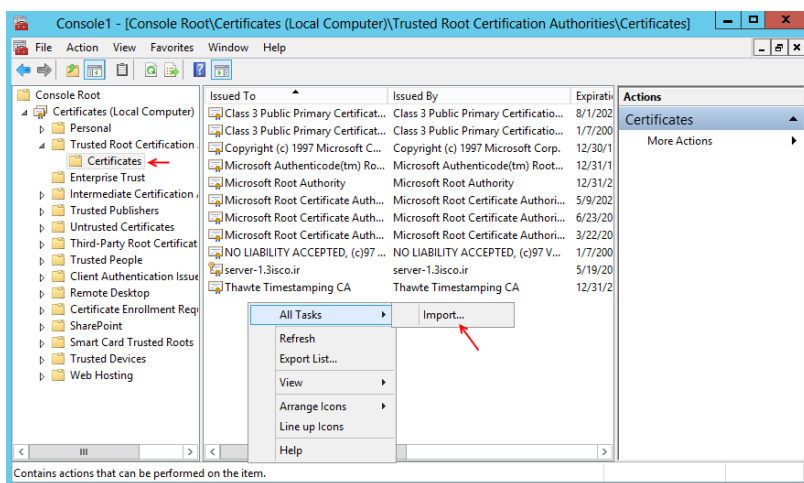 Console1 - [Console Root\Certificates (Local Computer)\Trusted Root Certification Authorities\Certificates]
File Action View Favorites Window Help
Console Root
Certificates (Local Computer)
Personal
Trusted Root Certification
Certificates
Enterprise Trust
Intermediate Certification
Trusted Publishers
Untrusted Certificates
Third-Party Root Certificat
Trusted People
Client Authentication Issue
Remote Desktop
Certificate Enrollment Requ
SharePoint
Smart Card Trusted Roots
Trusted Devices
Web Hosting
Issued To Issued By Expirati
Class 3 Public Primary Certificat... Class 3 Public Primary Certificatio... 8/1/202
Class 3 Public Primary Certificat... Class 3 Public Primary Certificatio... 1/7/200
Copyright (c) 1997 Microsoft C... Copyright (c) 1997 Microsoft Corp. 12/30/1
Microsoft Authenticode(tm) Ro... Microsoft Authenticode(tm) Root... 12/31/1
Microsoft Root Authority Microsoft Root Authority 12/31/2
Microsoft Root Certificate Auth... Microsoft Root Certificate Authori... 5/9/202
Microsoft Root Certificate Auth... Microsoft Root Certificate Authori... 6/23/20
Microsoft Root Certificate Auth... Microsoft Root Certificate Authori... 3/22/20
NO LIABILITY ACCEPTED, (c)97 ... NO LIABILITY ACCEPTED, (c)97 V... 1/7/200
server-1.3isco.ir server-1.3isco.ir 5/19/20
Thawte Timestamping CA Thawte Timestamping CA 12/31/2
All Tasks
Import...
Refresh
Export List...
View
Arrange Icons
Line up Icons
Help
Actions
Certificates
More Actions
Contains actions that can be performed on the item.